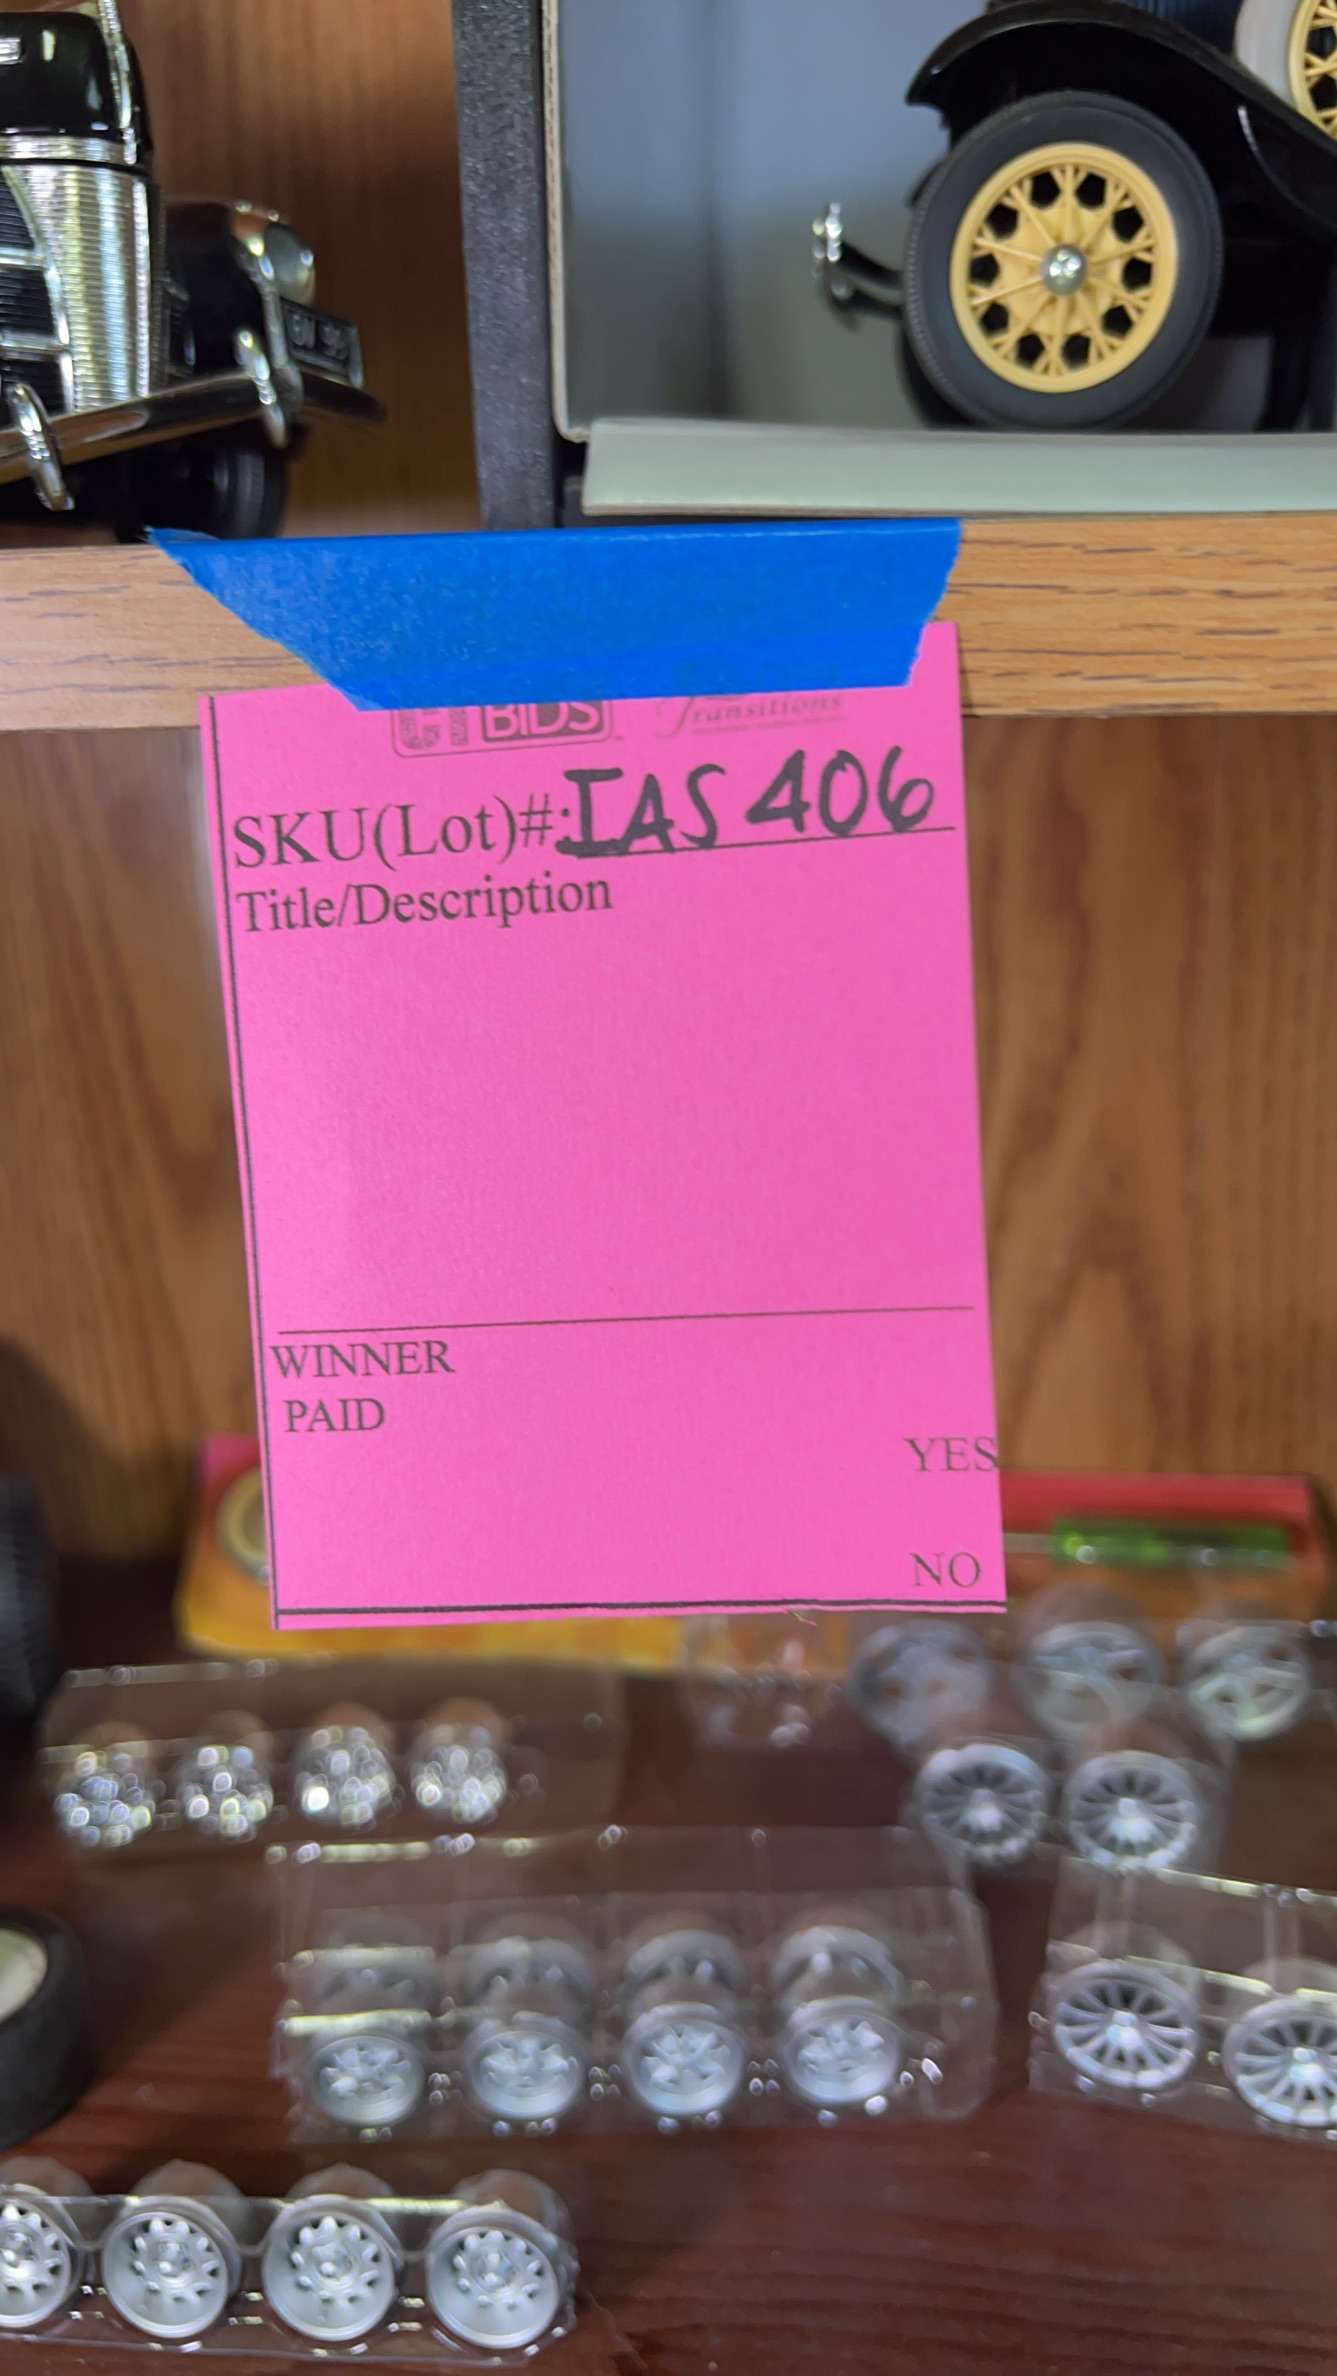 BIDS Transitions
SKU(Lot)#: IAS 406
Title/Description
WINNER
PAID
YES
NO